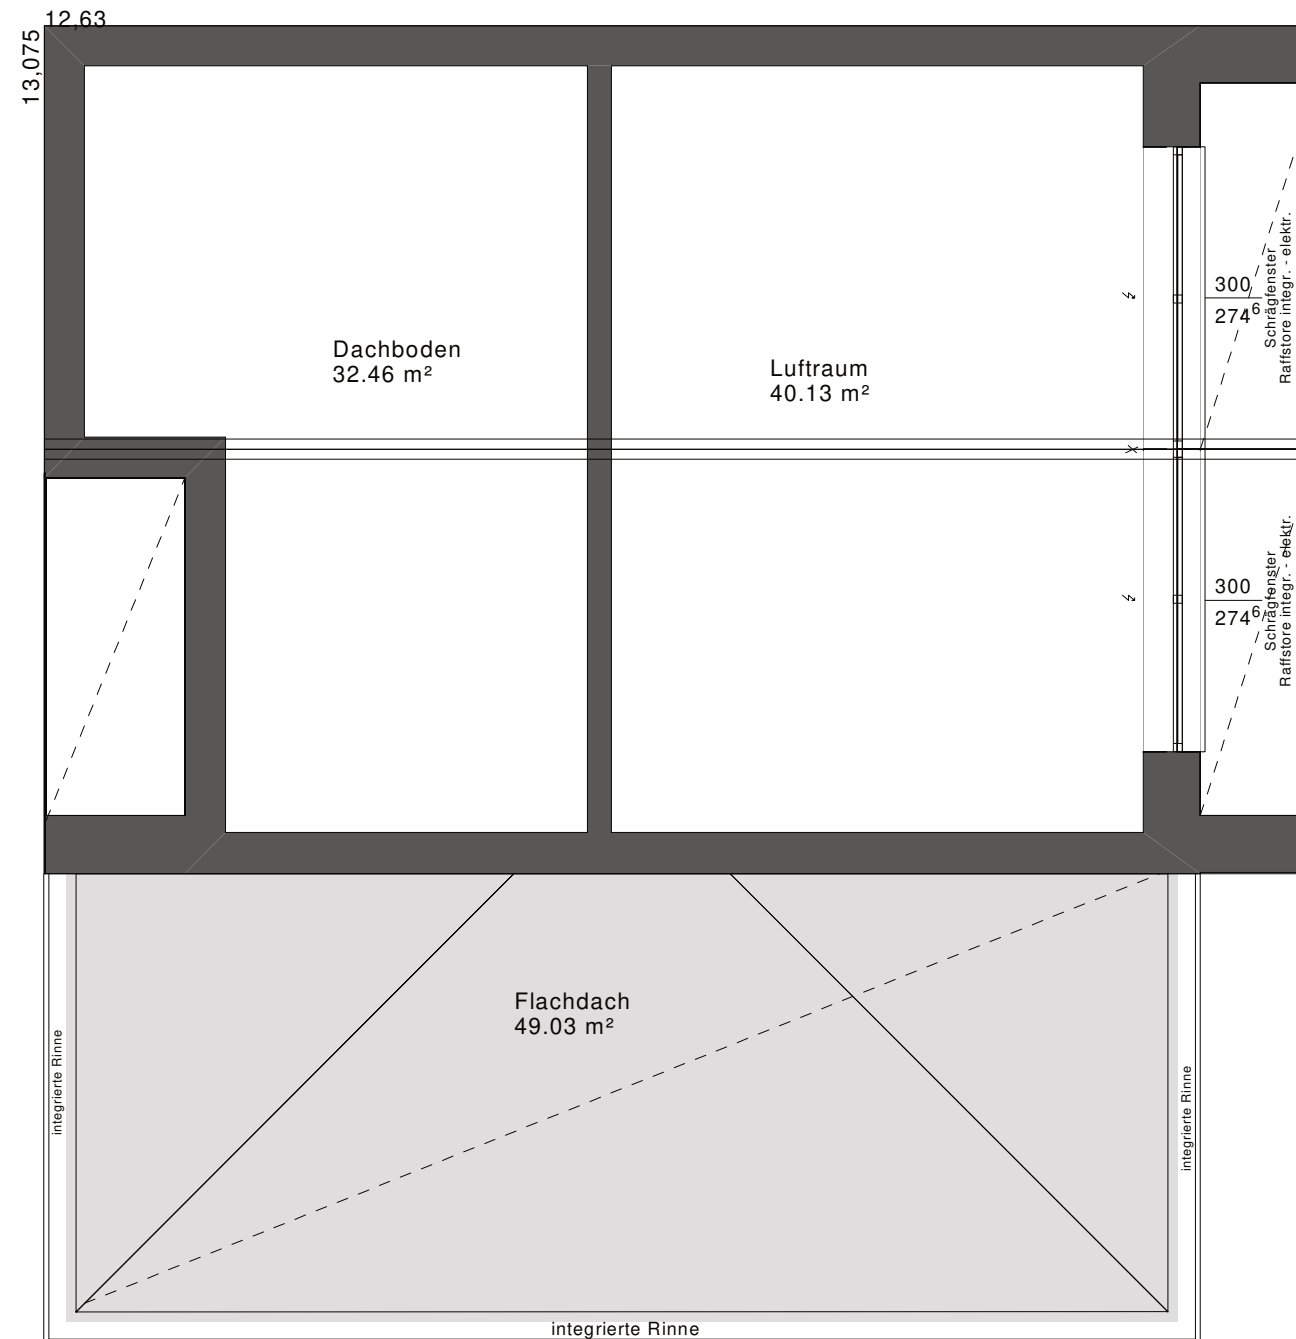 12,63
13,075
Dachboden
32.46 m²
Luftraum
40.13 m²
300
274⁶
Schrägfenster
Raffstore integr. - elektr.
300
274⁶
Schrägfenster
Raffstore integr. - elektr.
Flachdach
49.03 m²
integrierte Rinne
integrierte Rinne
integrierte Rinne